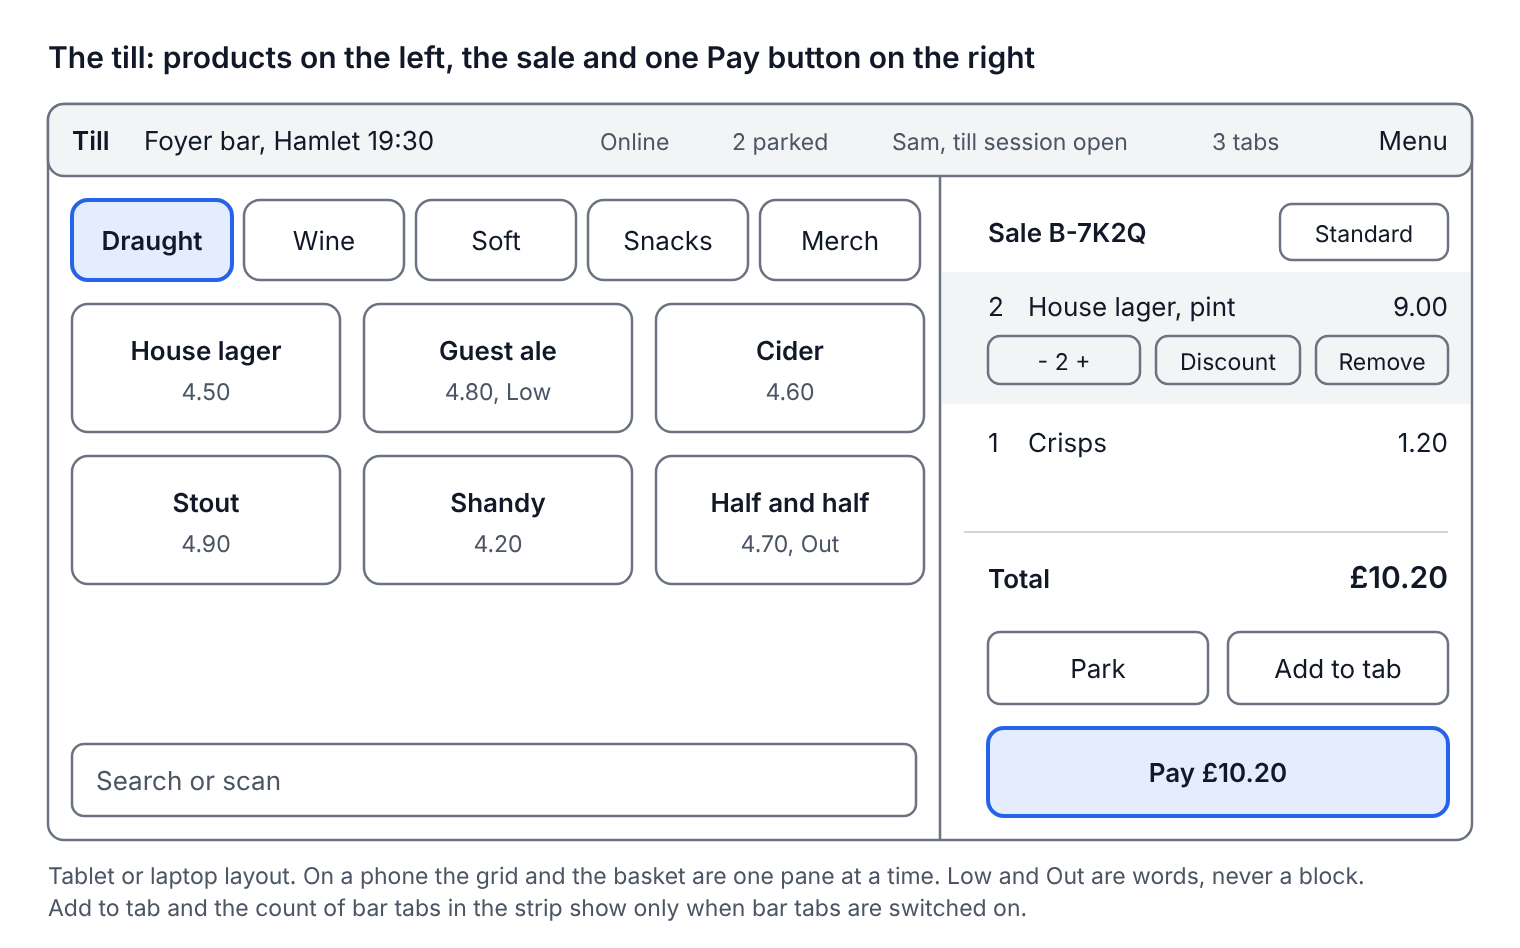 The till: products on the left, the sale and one Pay button on the right
Till Foyer bar, Hamlet 19:30 Online 2 parked Sam, till session open 3 tabs Menu
Draught Wine Soft Snacks Merch
House lager Guest ale Cider
4.50 4.80, Low 4.60
Stout Shandy Half and half
4.90 4.20 4.70, Out
Search or scan
Sale B-7K2Q Standard
2 House lager, pint 9.00
- 2 + Discount Remove
1 Crisps 1.20
Total £10.20
Park Add to tab
Pay £10.20
Tablet or laptop layout. On a phone the grid and the basket are one pane at a time. Low and Out are words, never a block.
Add to tab and the count of bar tabs in the strip show only when bar tabs are switched on.